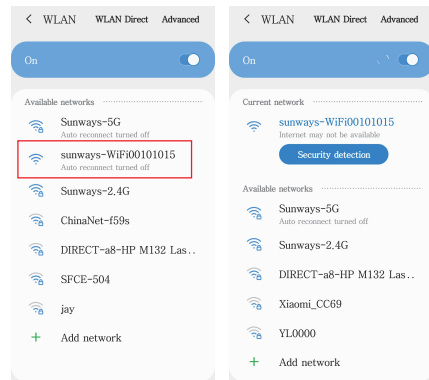 WLAN WLAN Direct Advanced
On
Available networks
Sunways-5G
Auto reconnect turned off
sunways-WiFi00101015
Auto reconnect turned off
Sunways-2.4G
ChinaNet-f59s
DIRECT-a8-HP M132 Las..
SFCE-504
jay
Add network
WLAN WLAN Direct Advanced
On
Current network
sunways-WiFi00101015
Internet may not be available
Security detection
Available networks
Sunways-5G
Auto reconnect turned off
Sunways-2.4G
DIRECT-a8-HP M132 Las..
Xiaomi_CC69
YL0000
Add network